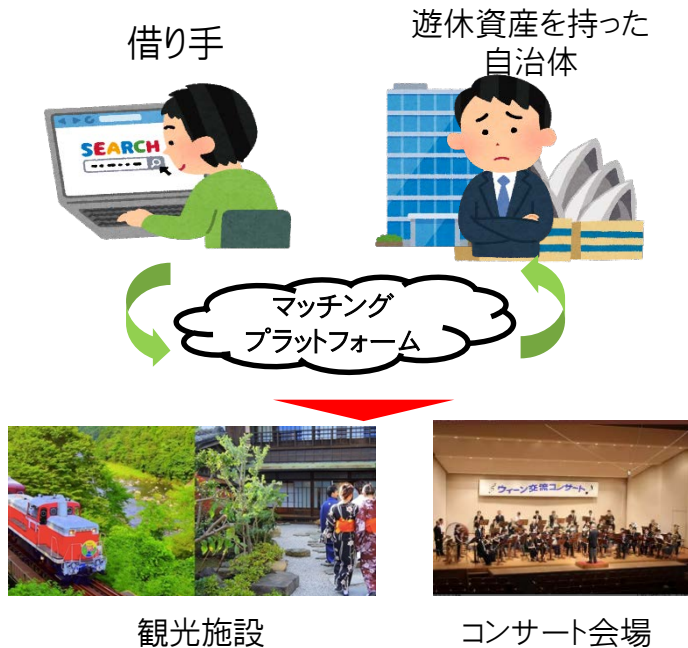 借り手
遊休資産を持った
自治体
SEARCH
マッチング
プラットフォーム
ウィーン交流コンサート
観光施設
コンサート会場